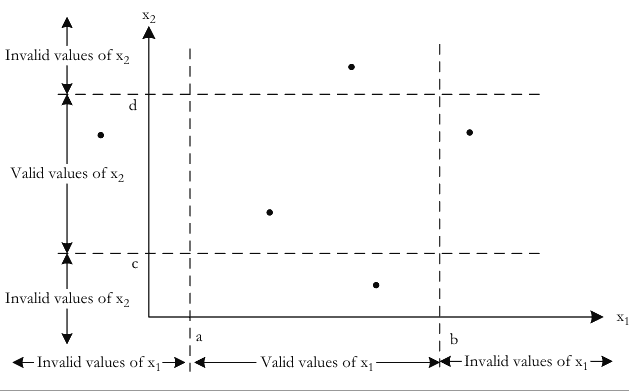 x₂
Invalid values of x₂
d
Valid values of x₂
c
Invalid values of x₂
x₁
a
b
Invalid values of x₁
Valid values of x₁
Invalid values of x₁